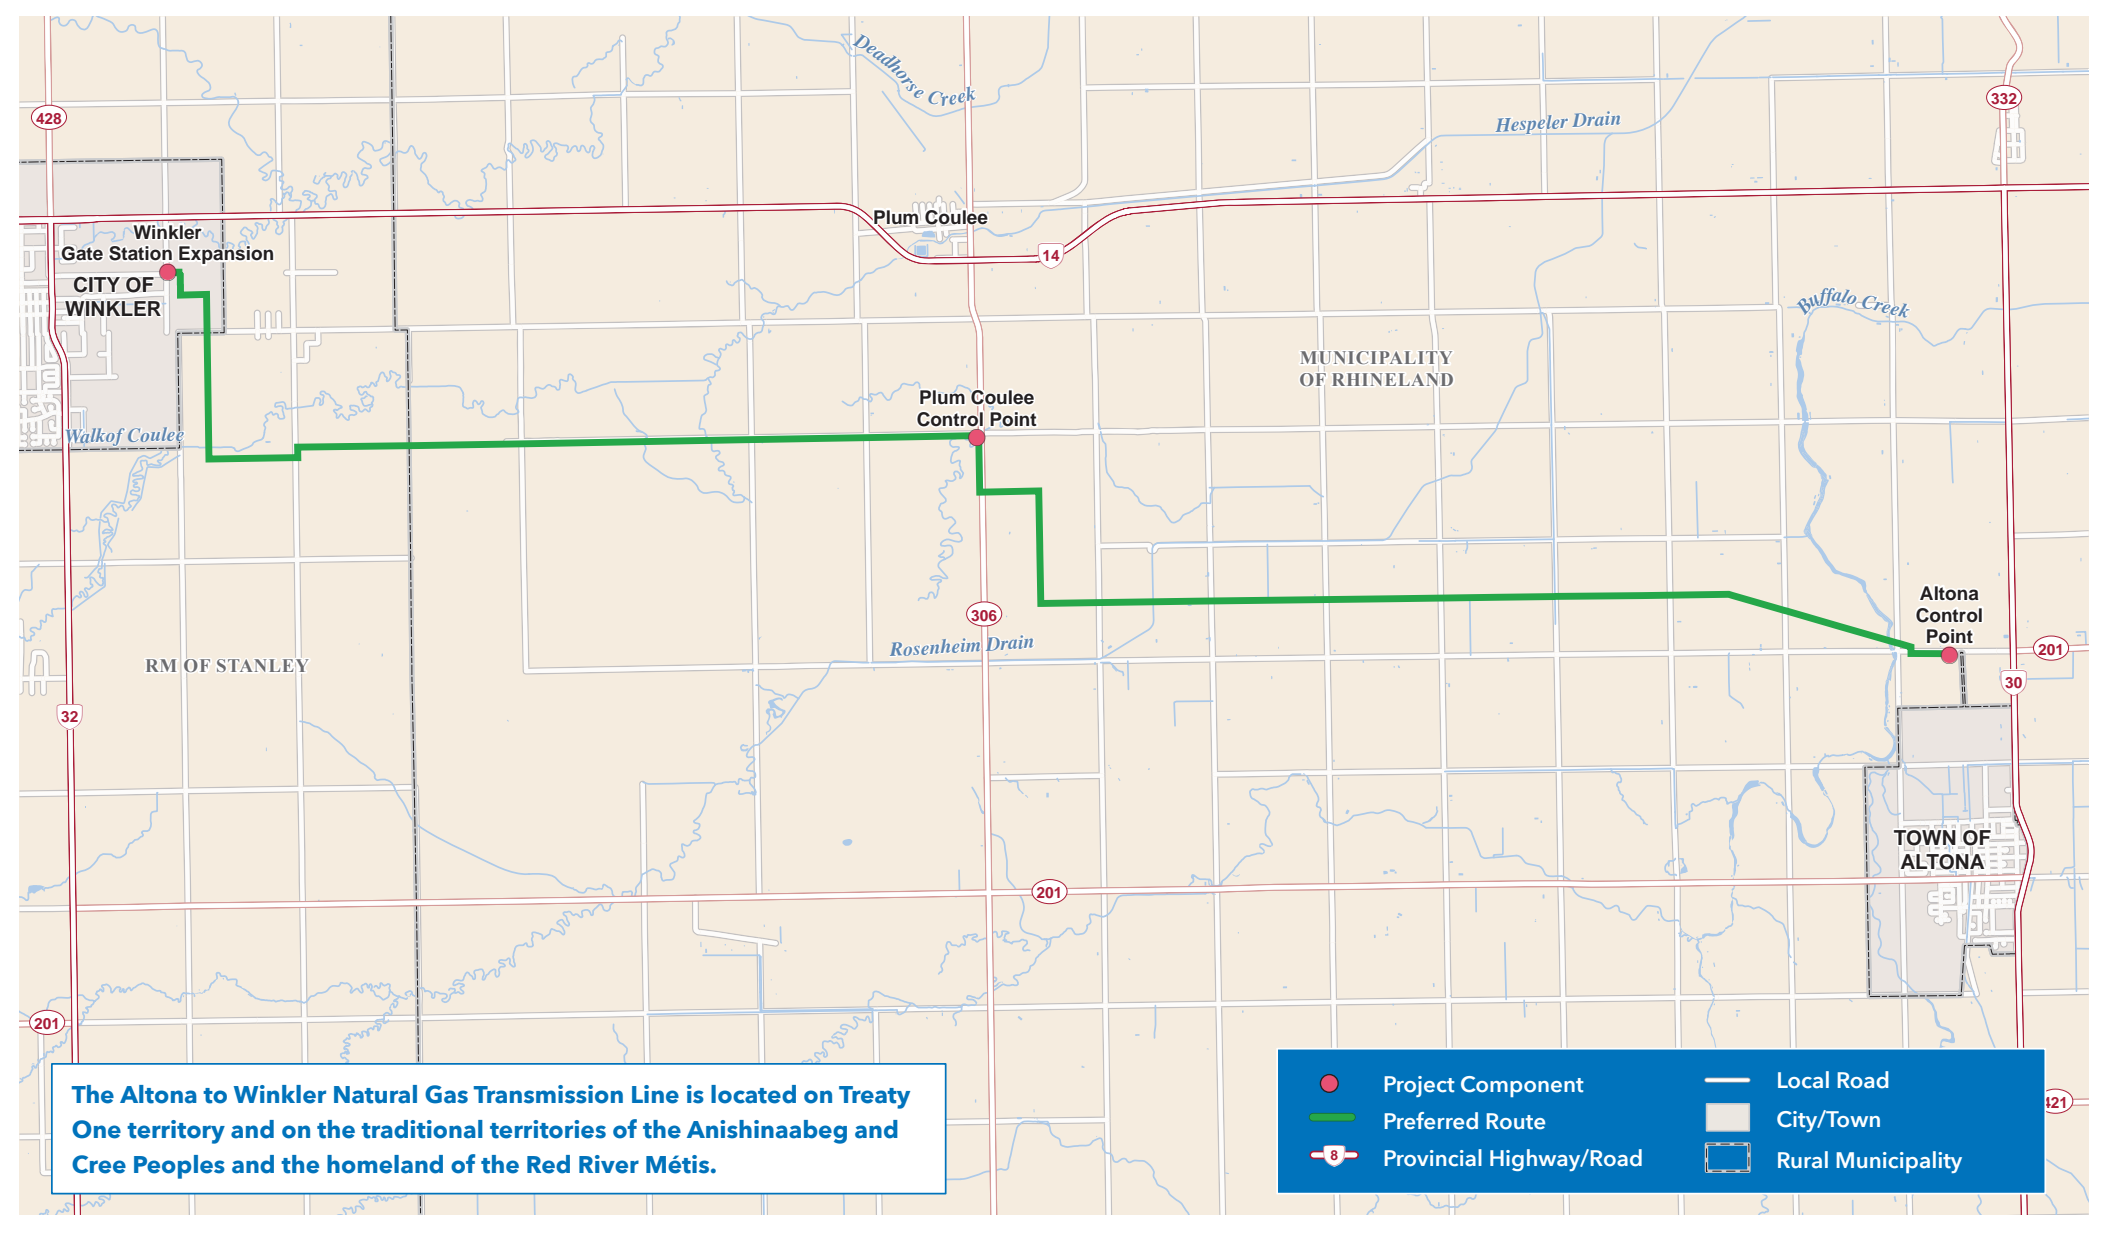 Deadhorse Creek
428
332
Hespeler Drain
Plum Coulee
Winkler
Gate Station Expansion
14
CITY OF
WINKLER
Buffalo Creek
MUNICIPALITY
OF RHINELAND
Plum Coulee
Control Point
Walkof Coulee
Altona
Control
Point
306
Rosenheim Drain
201
RM OF STANLEY
30
32
TOWN OF
ALTONA
201
201
The Altona to Winkler Natural Gas Transmission Line is located on Treaty
One territory and on the traditional territories of the Anishinaabeg and
Cree Peoples and the homeland of the Red River Métis.
Project Component
Preferred Route
8
Provincial Highway/Road
Local Road
City/Town
Rural Municipality
421